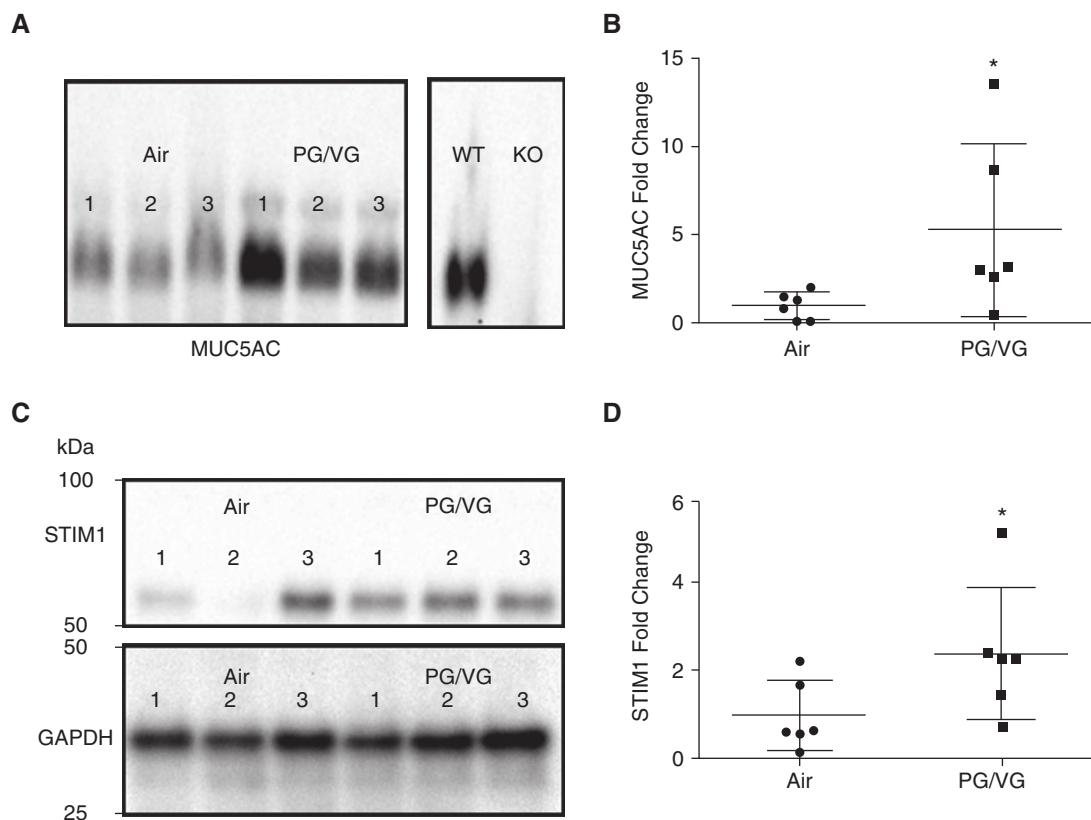 A
Air PG/VG
1 2 3 1 2 3
WT KO
MUC5AC
B
MUC5AC Fold Change
15
10
5
0
*
Air PG/VG
C
kDa
100
STIM1
50
Air PG/VG
1 2 3 1 2 3
50
GAPDH
25
Air PG/VG
1 2 3 1 2 3
D
STIM1 Fold Change
6
4
2
0
*
Air PG/VG